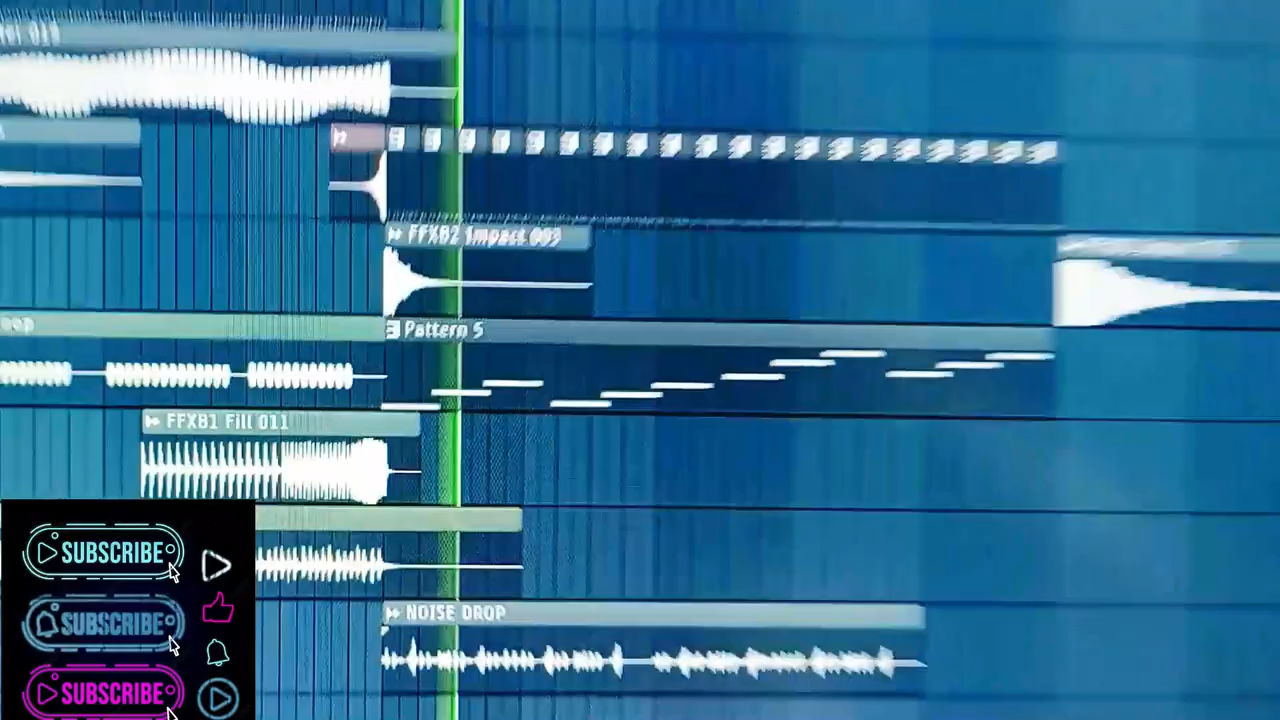 FFXB2 Impact 003
Pattern 5
FFXB1 Fill 011
NOISE DROP
SUBSCRIBE
SUBSCRIBE
SUBSCRIBE